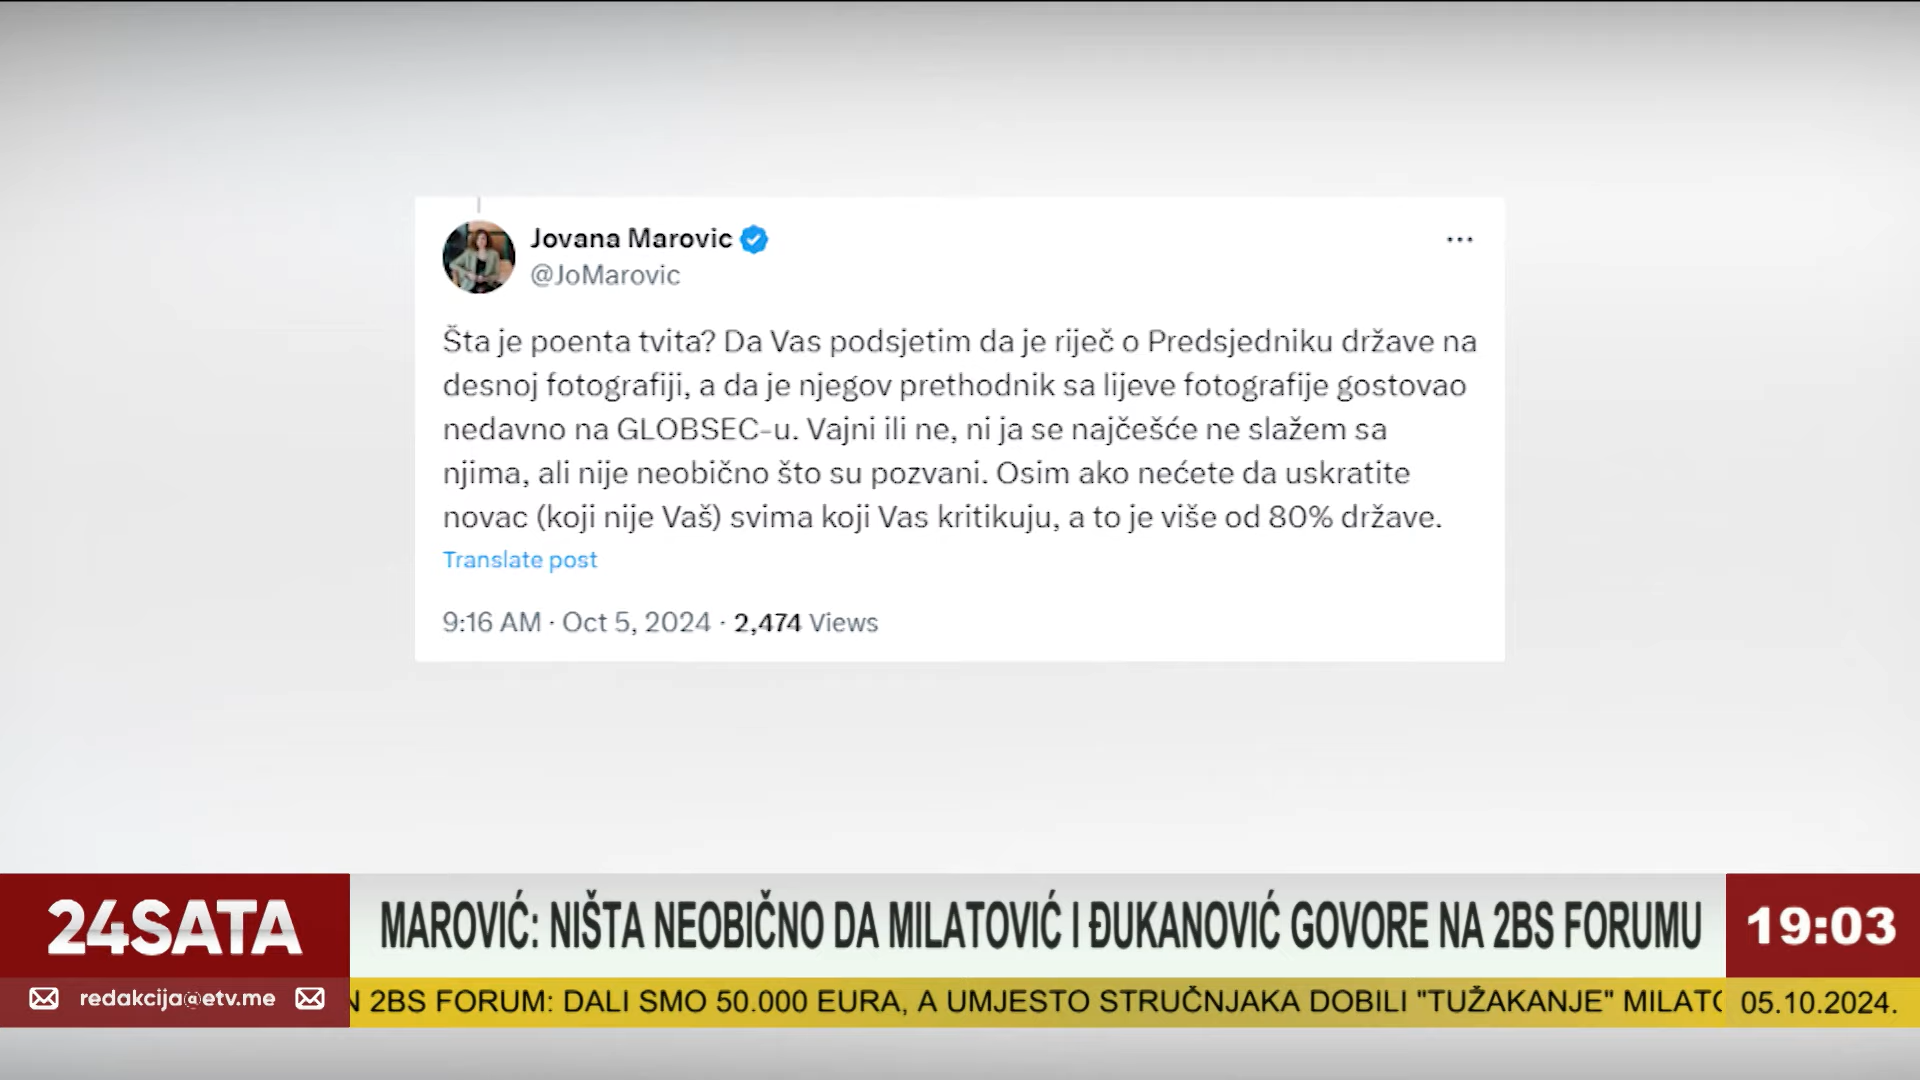 Jovana Marovic
@JoMarovic
Šta je poenta tvita? Da Vas podsjetim da je riječ o Predsjedniku države na
desnoj fotografiji, a da je njegov prethodnik sa lijeve fotografije gostovao
nedavno na GLOBSEC-u. Vajni ili ne, ni ja se najčešće ne slažem sa
njima, ali nije neobično što su pozvani. Osim ako nećete da uskratite
novac (koji nije Vaš) svima koji Vas kritikuju, a to je više od 80% države.
Translate post
9:16 AM · Oct 5, 2024 · 2,474 Views
24SATA
MAROVIĆ: NIŠTA NEOBIČNO DA MILATOVIĆ I ĐUKANOVIĆ GOVORE NA 2BS FORUMU
19:03
redakcija@etv.me
N 2BS FORUM: DALI SMO 50.000 EURA, A UMJESTO STRUČNJAKA DOBILI "TUŽAKANJE" MILATO
05.10.2024.